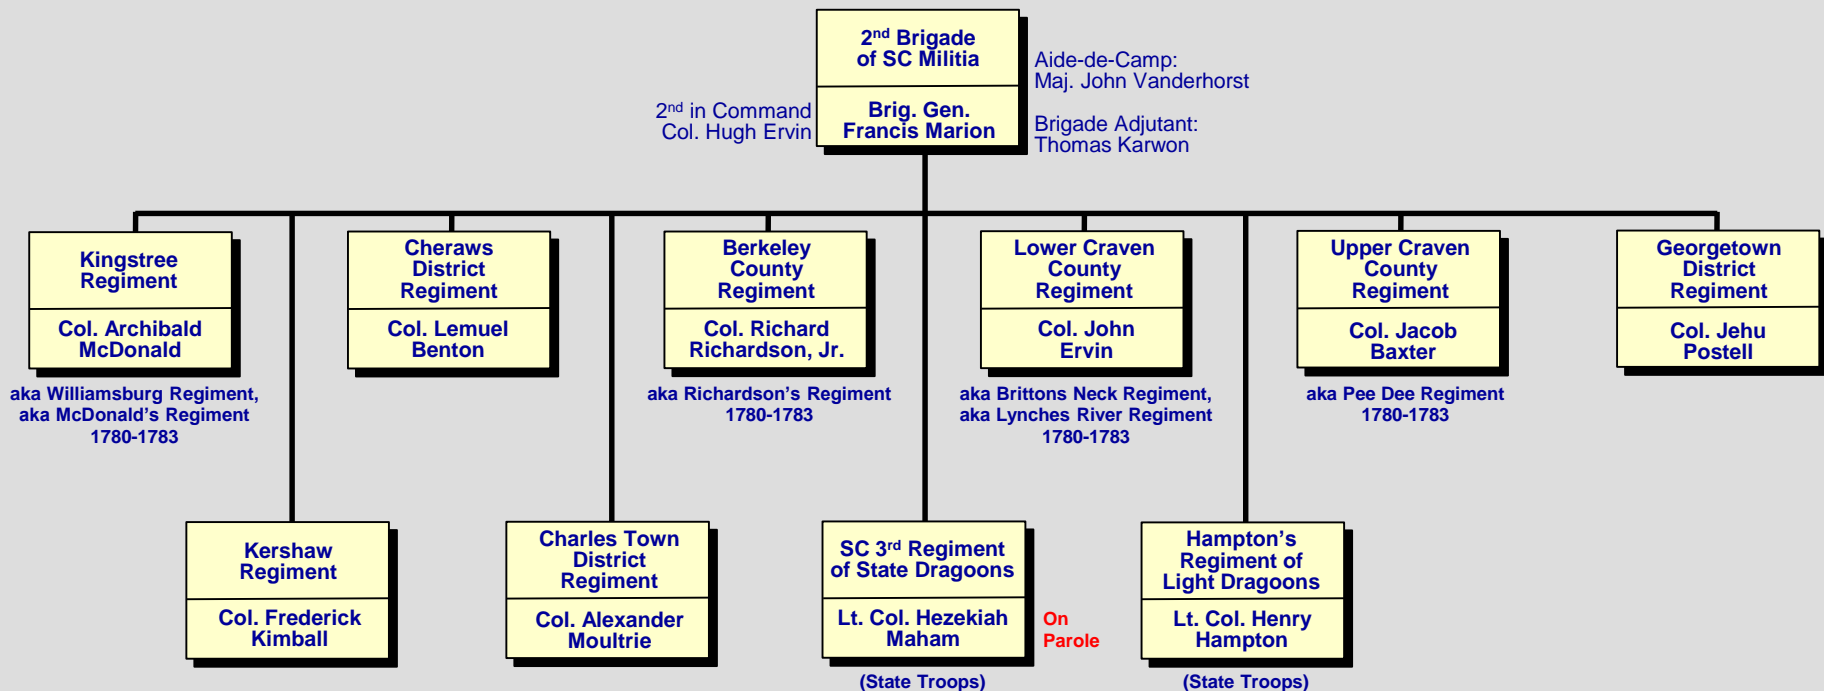 2nd Brigade
of SC Militia
Brig. Gen.
Francis Marion
2nd in Command
Col. Hugh Ervin
Aide-de-Camp:
Maj. John Vanderhorst
Brigade Adjutant:
Thomas Karwon
Kingstree
Regiment
Col. Archibald
McDonald
aka Williamsburg Regiment,
aka McDonald's Regiment
1780-1783
Cheraws
District
Regiment
Col. Lemuel
Benton
Berkeley
County
Regiment
Col. Richard
Richardson, Jr.
aka Richardson's Regiment
1780-1783
Lower Craven
County
Regiment
Col. John
Ervin
aka Brittons Neck Regiment,
aka Lynches River Regiment
1780-1783
Upper Craven
County
Regiment
Col. Jacob
Baxter
aka Pee Dee Regiment
1780-1783
Georgetown
District
Regiment
Col. Jehu
Postell
Kershaw
Regiment
Col. Frederick
Kimball
Charles Town
District
Regiment
Col. Alexander
Moultrie
SC 3rd Regiment
of State Dragoons
Lt. Col. Hezekiah
Maham
On
Parole
(State Troops)
Hampton's
Regiment of
Light Dragoons
Lt. Col. Henry
Hampton
(State Troops)